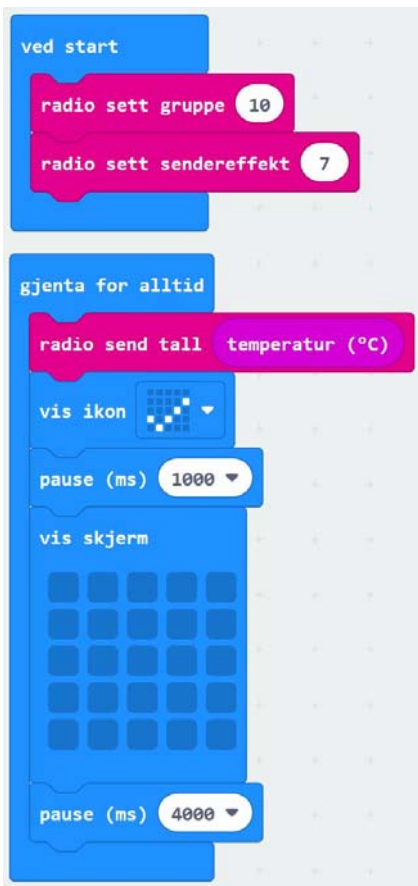 ved start
radio sett gruppe 10
radio sett sendereffekt 7
gjenta for alltid
radio send tall temperatur (°C)
vis ikon
pause (ms) 1000
vis skjerm
pause (ms) 4000